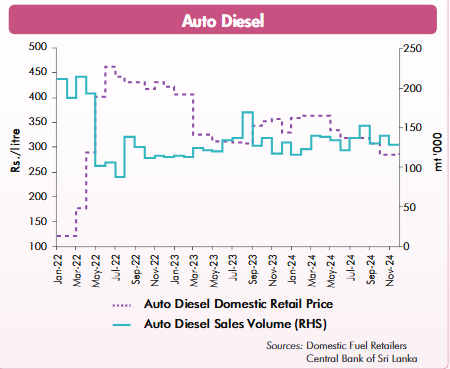 Auto Diesel
500
450
400
350
300
250
200
150
100
Rs./litre
250
200
150
100
50
0
mt '000
Jan-22
Mar-22
May-22
Jul-22
Sep-22
Nov-22
Jan-23
Mar-23
May-23
Jul-23
Sep-23
Nov-23
Jan-24
Mar-24
May-24
Jul-24
Sep-24
Nov-24
Auto Diesel Domestic Retail Price
Auto Diesel Sales Volume (RHS)
Sources: Domestic Fuel Retailers
Central Bank of Sri Lanka